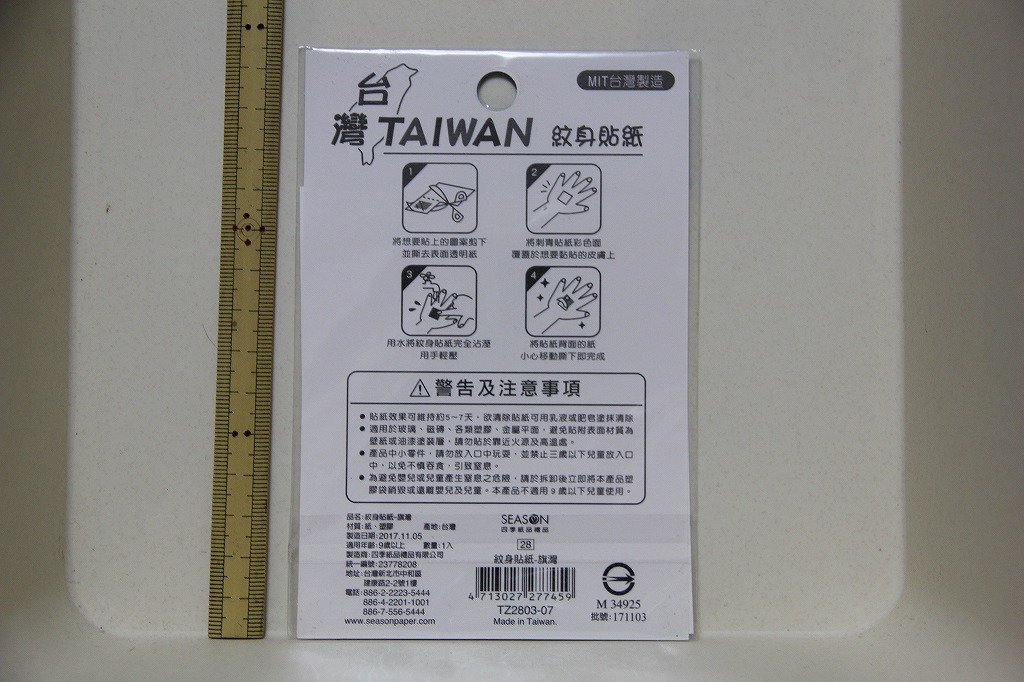 MIT台灣製造
台
灣 TAIWAN 紋身貼紙
1
2
將想要貼上的圖案剪下
並撕去表面透明紙
將刺青貼紙彩色面
覆蓋於想要黏貼的皮膚上
3
4
用水將紋身貼紙完全沾溼
用手輕壓
將貼紙背面的紙
小心移動撕下即完成
警告及注意事項
● 貼紙效果可維持約5~7天，欲清除貼紙可用乳液或肥皂塗抹清除
● 適用於玻璃、磁磚、各類塑膠、金屬平面，避免貼附表面材質為
壁紙或油漆塗裝層，請勿貼於靠近火源及高溫處。
● 產品中小零件，請勿放入口中玩耍，並禁止三歲以下兒童放入口
中，以免不慎吞食，引致窒息。
● 為避免嬰兒或兒童產生窒息之危險，請於拆卸後立即將本產品塑
膠袋銷毀或遠離嬰兒及兒童。本產品不適用9歲以下兒童使用。
品名:紋身貼紙-旗灣
材質:紙、塑膠 產地:台灣
製造日期:2017.11.05
適用年齡:9歲以上 數量:1入
製造商:四季紙品禮品有限公司
統一編號:23778208
地址:台灣新北市中和區
建康路2-2號1樓
電話:886-2-2223-5444
886-4-2201-1001
886-7-556-5444
www.seasonpaper.com
SEASON
四季紙品禮品
28
紋身貼紙-旗灣
4 713027 277459
TZ2803-07
Made in Taiwan.
M 34925
批號:171103